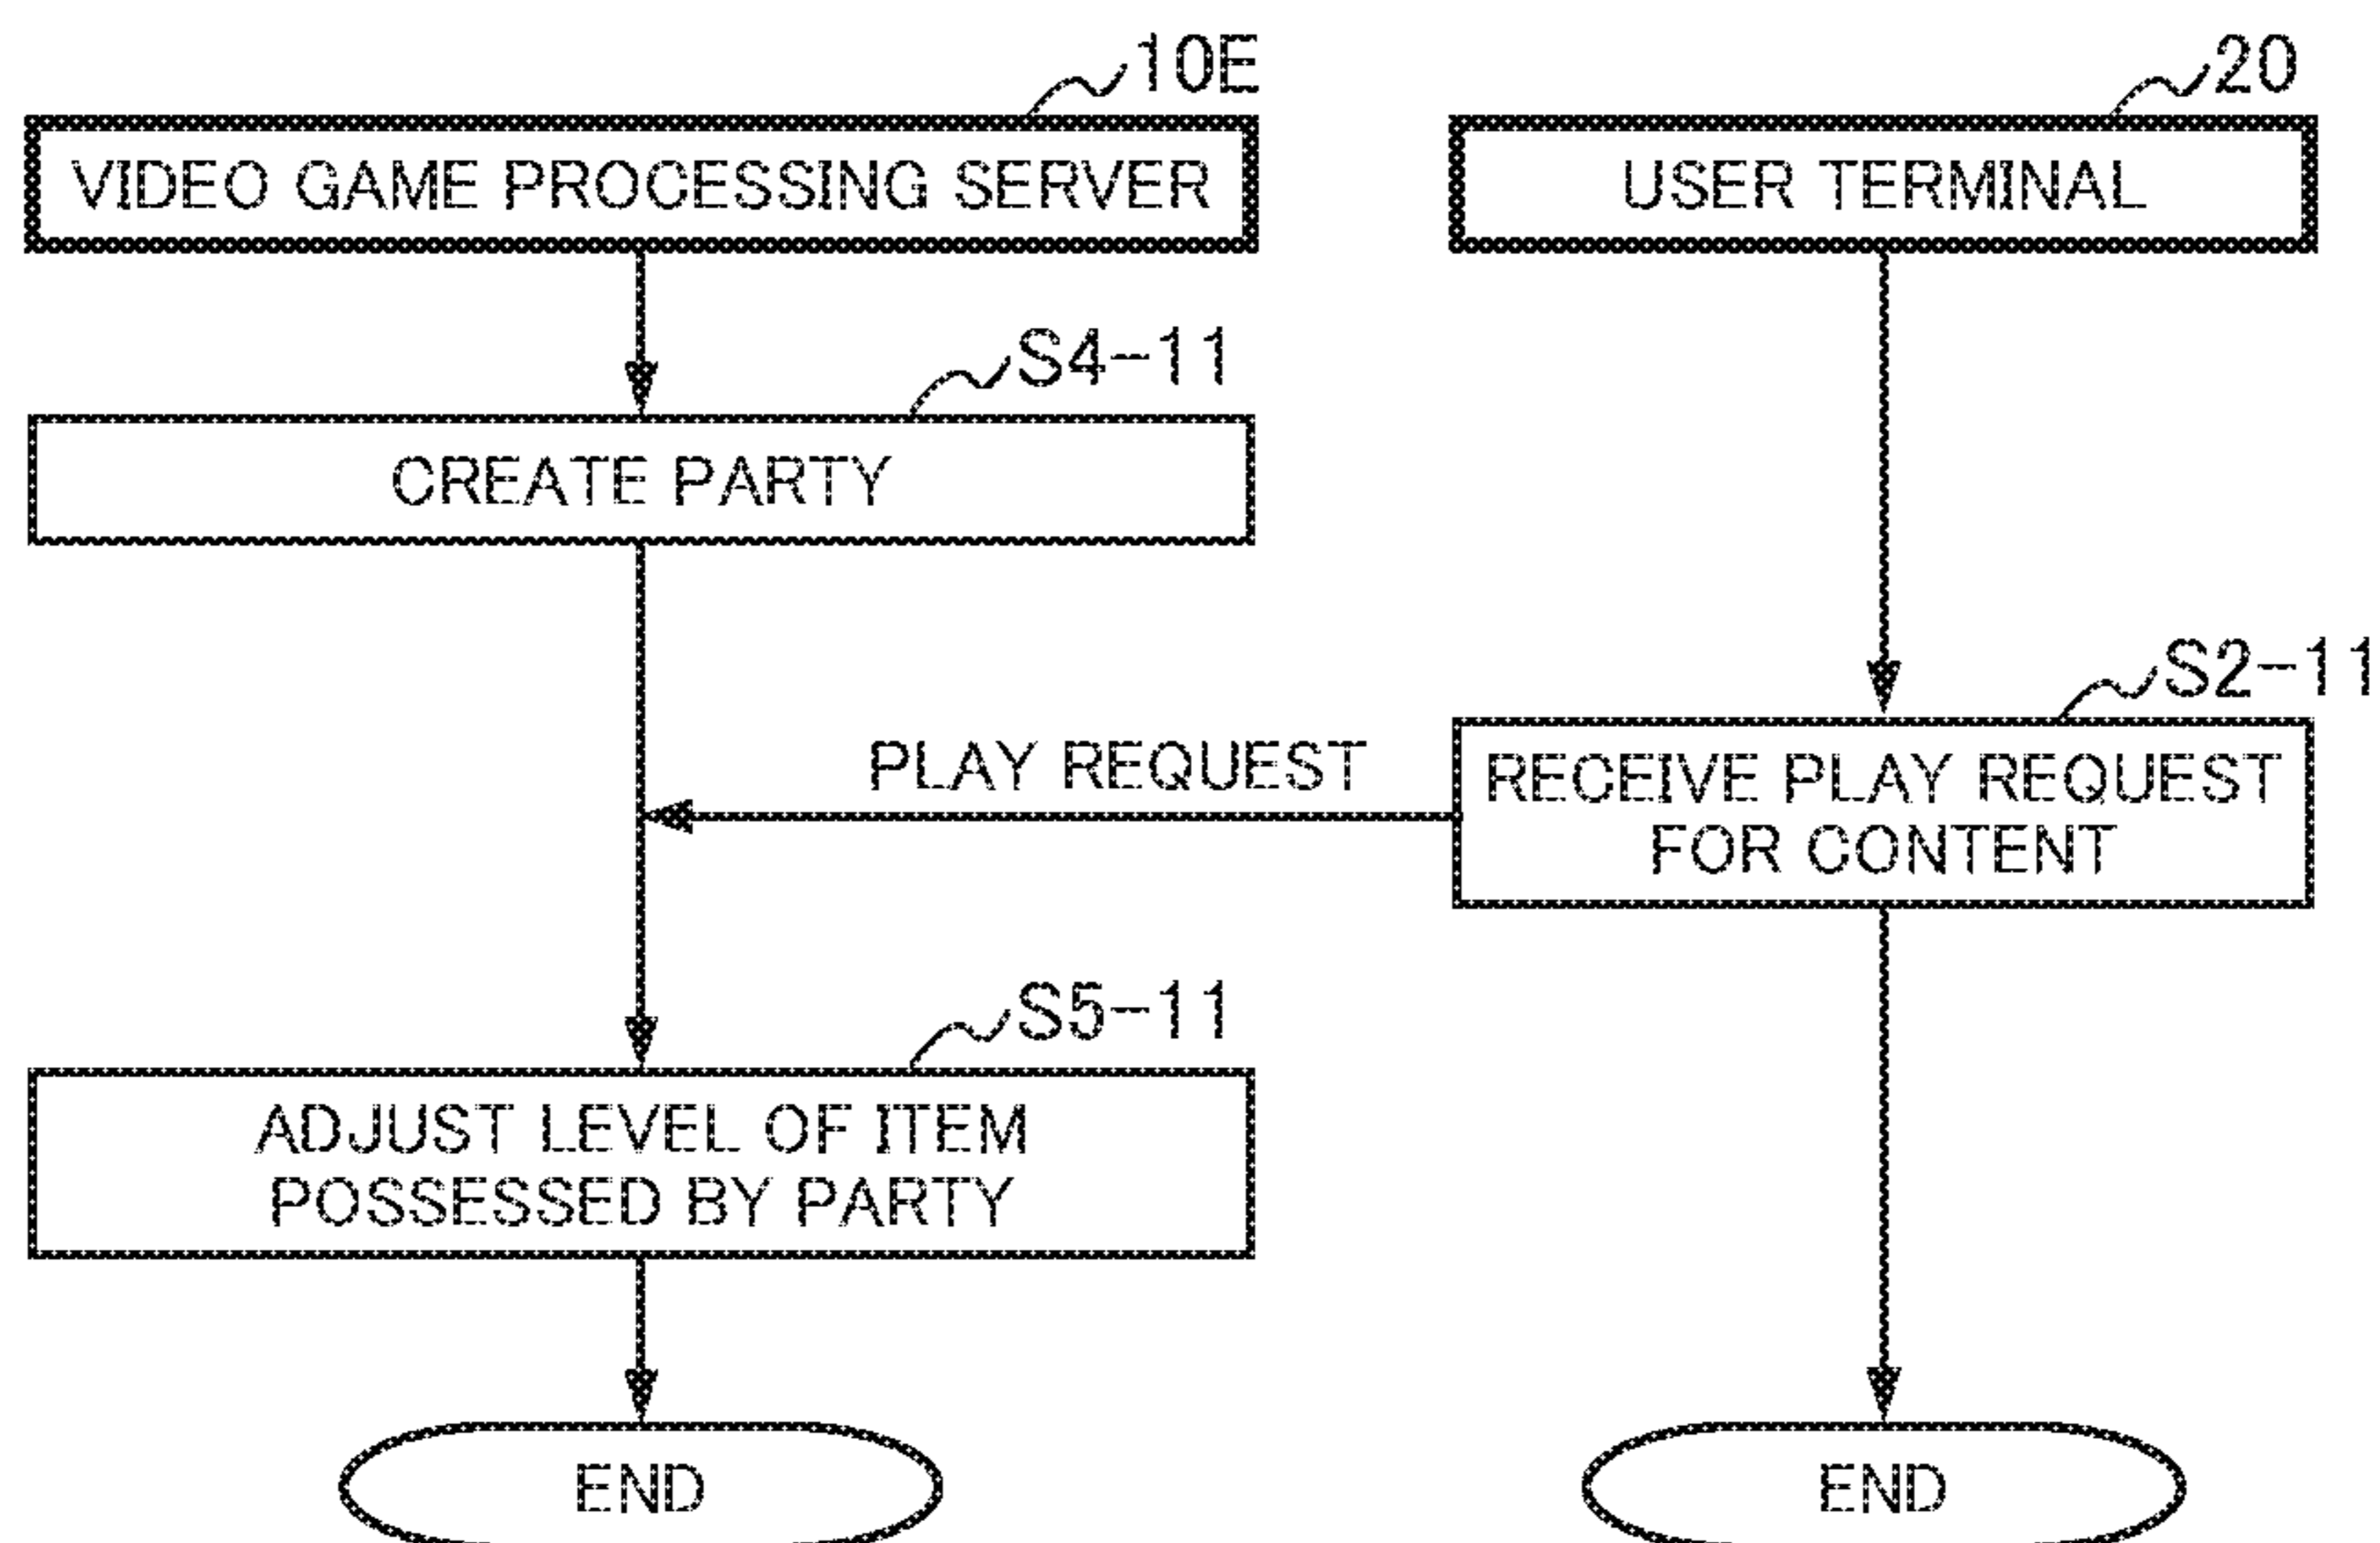 10E
20
VIDEO GAME PROCESSING SERVER
USER TERMINAL
S4-11
CREATE PARTY
S2-11
PLAY REQUEST
RECEIVE PLAY REQUEST
FOR CONTENT
S5-11
ADJUST LEVEL OF ITEM
POSSESSED BY PARTY
END
END